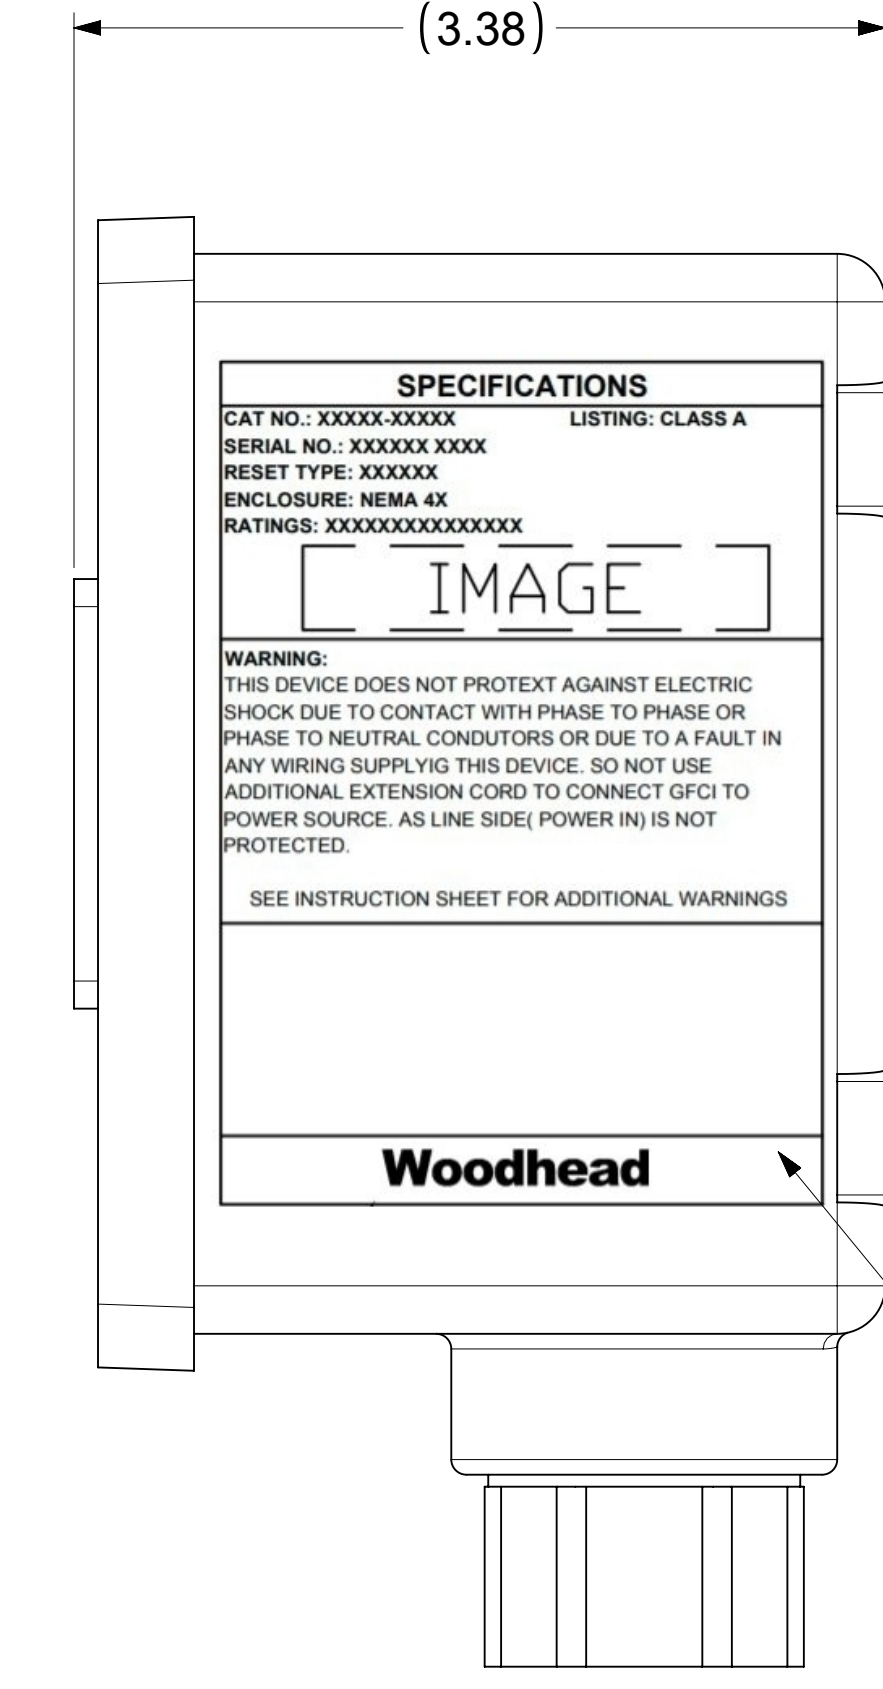 (3.38)
SPECIFICATIONS
CAT NO.: XXXXX-XXXXX LISTING: CLASS A
SERIAL NO.: XXXXXX XXXX
RESET TYPE: XXXXXX
ENCLOSURE: NEMA 4X
RATINGS: XXXXXXXXXXXXXXX
IMAGE
WARNING:
THIS DEVICE DOES NOT PROTEXT AGAINST ELECTRIC
SHOCK DUE TO CONTACT WITH PHASE TO PHASE OR
PHASE TO NEUTRAL CONDUTORS OR DUE TO A FAULT IN
ANY WIRING SUPPLYIG THIS DEVICE. SO NOT USE
ADDITIONAL EXTENSION CORD TO CONNECT GFCI TO
POWER SOURCE. AS LINE SIDE( POWER IN) IS NOT
PROTECTED.
SEE INSTRUCTION SHEET FOR ADDITIONAL WARNINGS
Woodhead